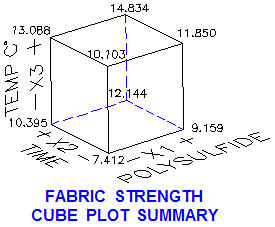 14.834
13.088
11.850
10.703
12.144
10.395
9.159
7.412
TEMP C°
- X3 +
+ X2 -
TIME
- X1 +
POLYSULFIDE
FABRIC STRENGTH
CUBE PLOT SUMMARY